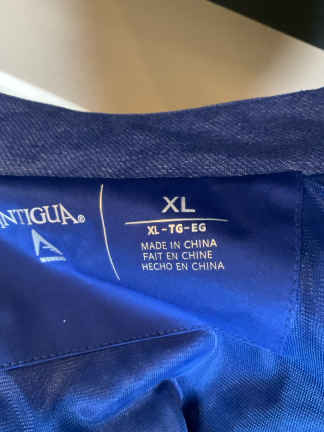 NTIGUA®
XL
XL-TG-EG
MADE IN CHINA
FAIT EN CHINE
HECHO EN CHINA